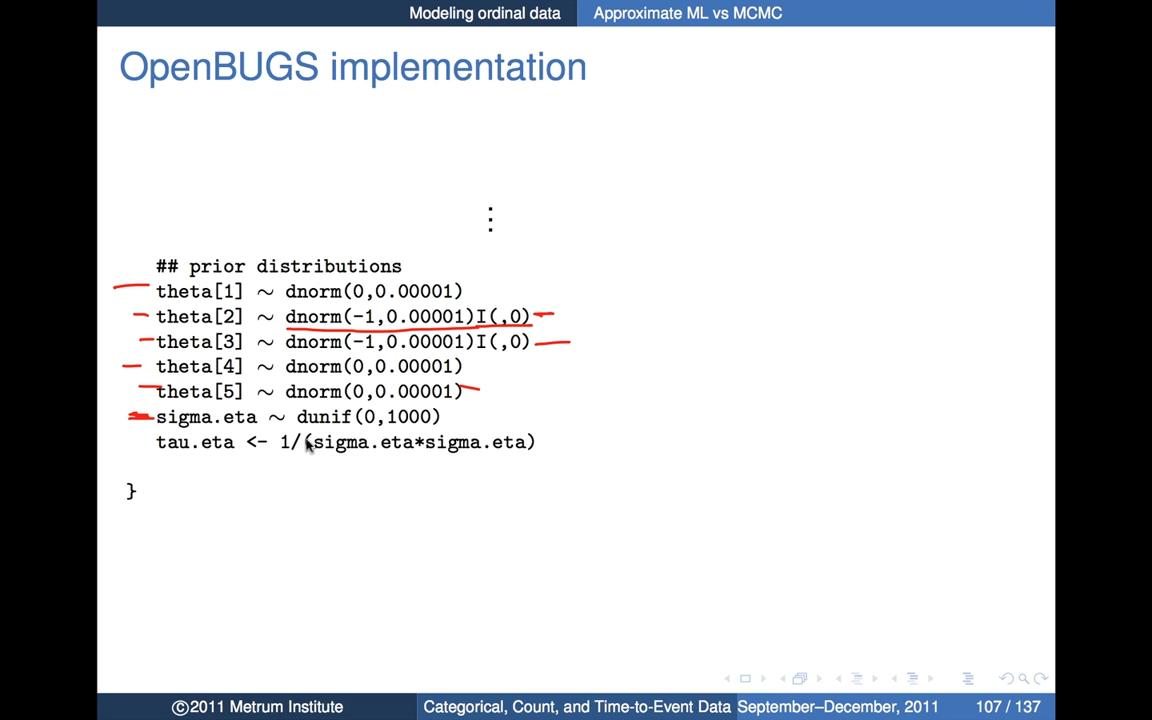 Modeling ordinal data Approximate ML vs MCMC
OpenBUGS implementation
⋮
## prior distributions
theta[1] ∼ dnorm(0,0.00001)
theta[2] ∼ dnorm(-1,0.00001)I(,0)
theta[3] ∼ dnorm(-1,0.00001)I(,0)
theta[4] ∼ dnorm(0,0.00001)
theta[5] ∼ dnorm(0,0.00001)
sigma.eta ∼ dunif(0,1000)
tau.eta <- 1/(sigma.eta*sigma.eta)
}
©2011 Metrum Institute Categorical, Count, and Time-to-Event Data September–December, 2011 107 / 137